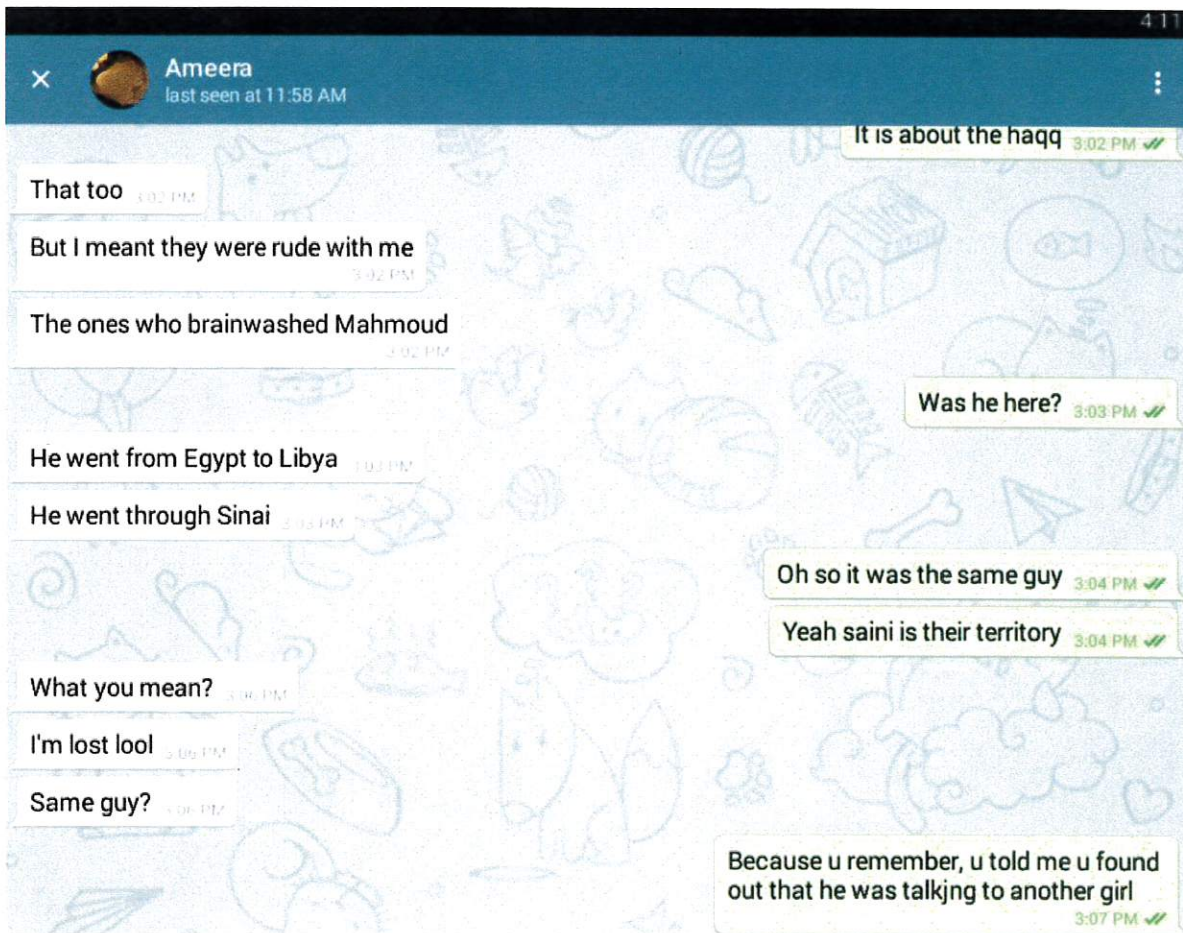 4:11
Ameera
last seen at 11:58 AM
It is about the haqq 3:02 PM
That too 3:02 PM
But I meant they were rude with me
3:02 PM
The ones who brainwashed Mahmoud
3:02 PM
Was he here? 3:03 PM
He went from Egypt to Libya 3:03 PM
He went through Sinai 3:03 PM
Oh so it was the same guy 3:04 PM
Yeah saini is their territory 3:04 PM
What you mean? 3:06 PM
I'm lost lool 3:06 PM
Same guy? 3:06 PM
Because u remember, u told me u found
out that he was talkjng to another girl
3:07 PM